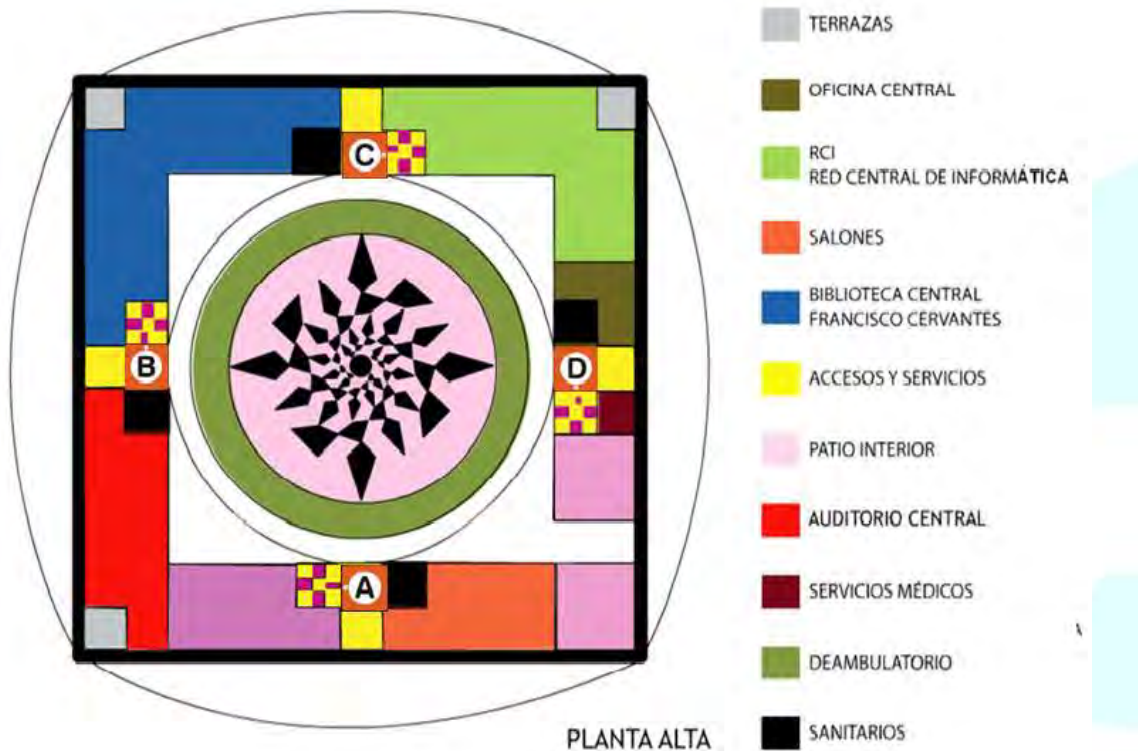 C
B
D
A
PLANTA ALTA
TERRAZAS
OFICINA CENTRAL
RCI
RED CENTRAL DE INFORMÁTICA
SALONES
BIBLIOTECA CENTRAL
FRANCISCO CERVANTES
ACCESOS Y SERVICIOS
PATIO INTERIOR
AUDITORIO CENTRAL
SERVICIOS MÉDICOS
DEAMBULATORIO
SANITARIOS